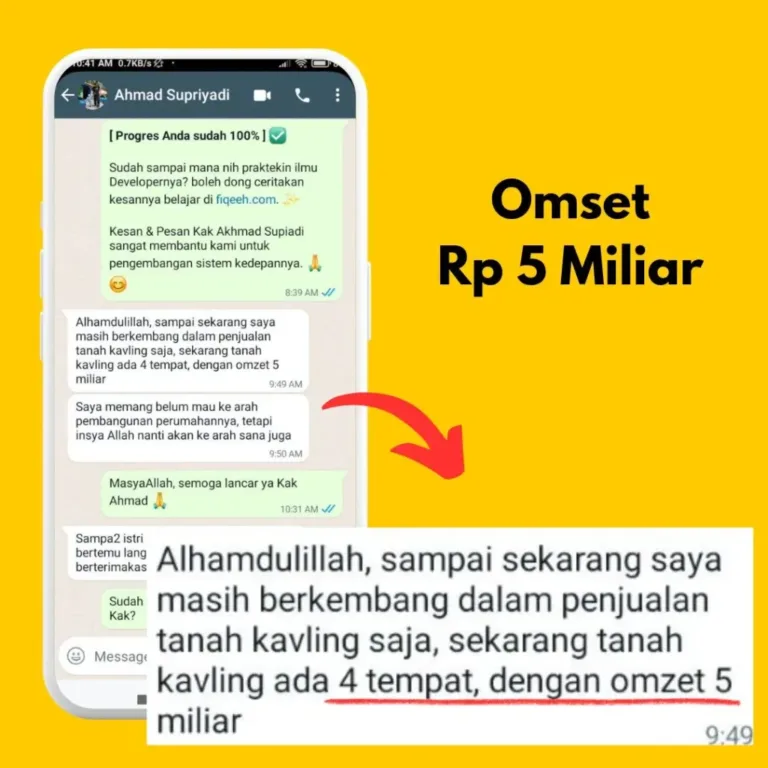 10:41 AM 0.7KB/s
Ahmad Supriyadi
[ Progres Anda sudah 100% ] ✅
Sudah sampai mana nih praktekin ilmu
Developernya? boleh dong ceritakan
kesannya belajar di fiqeeh.com.
Kesan & Pesan Kak Akhmad Supiadi
sangat membantu kami untuk
pengembangan sistem kedepannya. 🙏
😊
8:39 AM
Alhamdulillah, sampai sekarang saya
masih berkembang dalam penjualan
tanah kavling saja, sekarang tanah
kavling ada 4 tempat, dengan omzet 5
miliar
9:49 AM
Saya memang belum mau ke arah
pembangunan perumahannya, tetapi
insya Allah nanti akan ke arah sana juga
9:50 AM
MasyaAllah, semoga lancar ya Kak
Ahmad 🙏
10:31 AM
Sampa2 istri
bertemu lang
berterimakas
Sudah
Kak?
Message
Omset
Rp 5 Miliar
Alhamdulillah, sampai sekarang saya
masih berkembang dalam penjualan
tanah kavling saja, sekarang tanah
kavling ada 4 tempat, dengan omzet 5
miliar
9:49